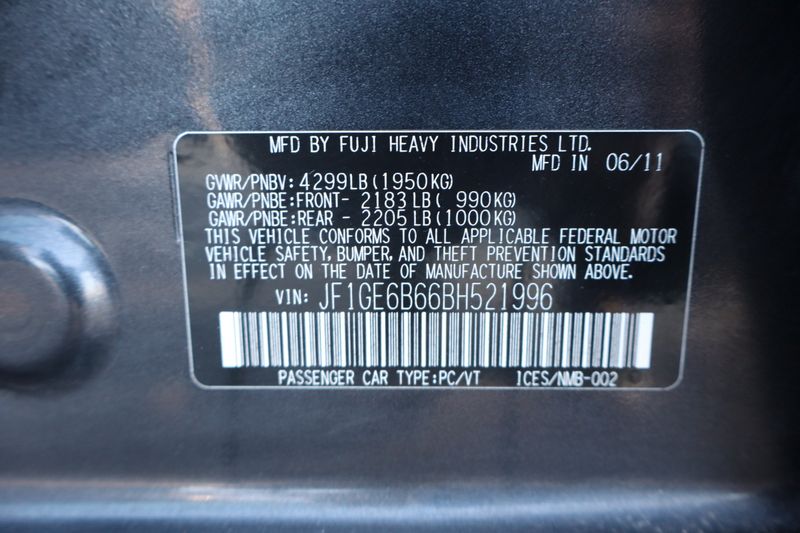 MFD BY FUJI HEAVY INDUSTRIES LTD.
MFD IN 06/11
GVWR/PNBV: 4299LB(1950KG)
GAWR/PNBE:FRONT- 2183LB( 990KG)
GAWR/PNBE:REAR - 2205LB(1000KG)
THIS VEHICLE CONFORMS TO ALL APPLICABLE FEDERAL MOTOR
VEHICLE SAFETY, BUMPER, AND THEFT PREVENTION STANDARDS
IN EFFECT ON THE DATE OF MANUFACTURE SHOWN ABOVE.
VIN: JF1GE6B66BH521996
PASSENGER CAR TYPE:PC/VT ICES/NMB-002